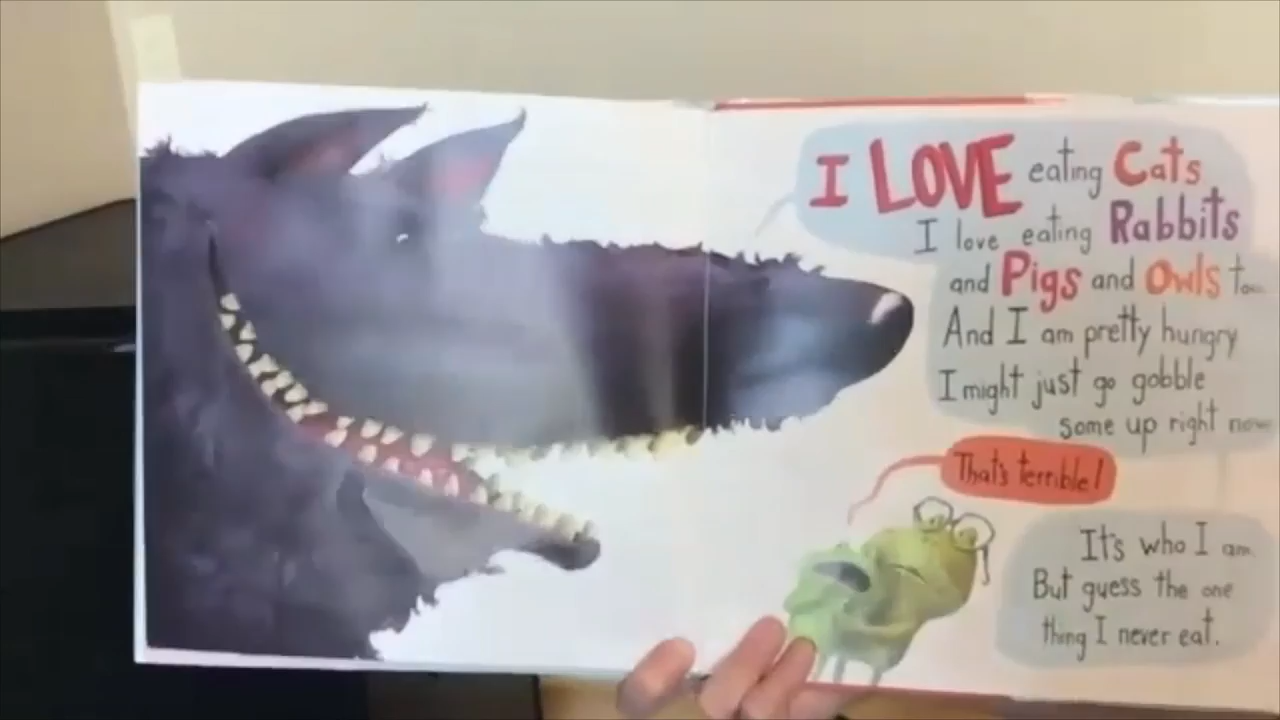 I LOVE eating Cats
I love eating Rabbits
and Pigs and Owls too.
And I am pretty hungry
I might just go gobble
some up right now
That's terrible!
It's who I am.
But guess the one
thing I never eat.